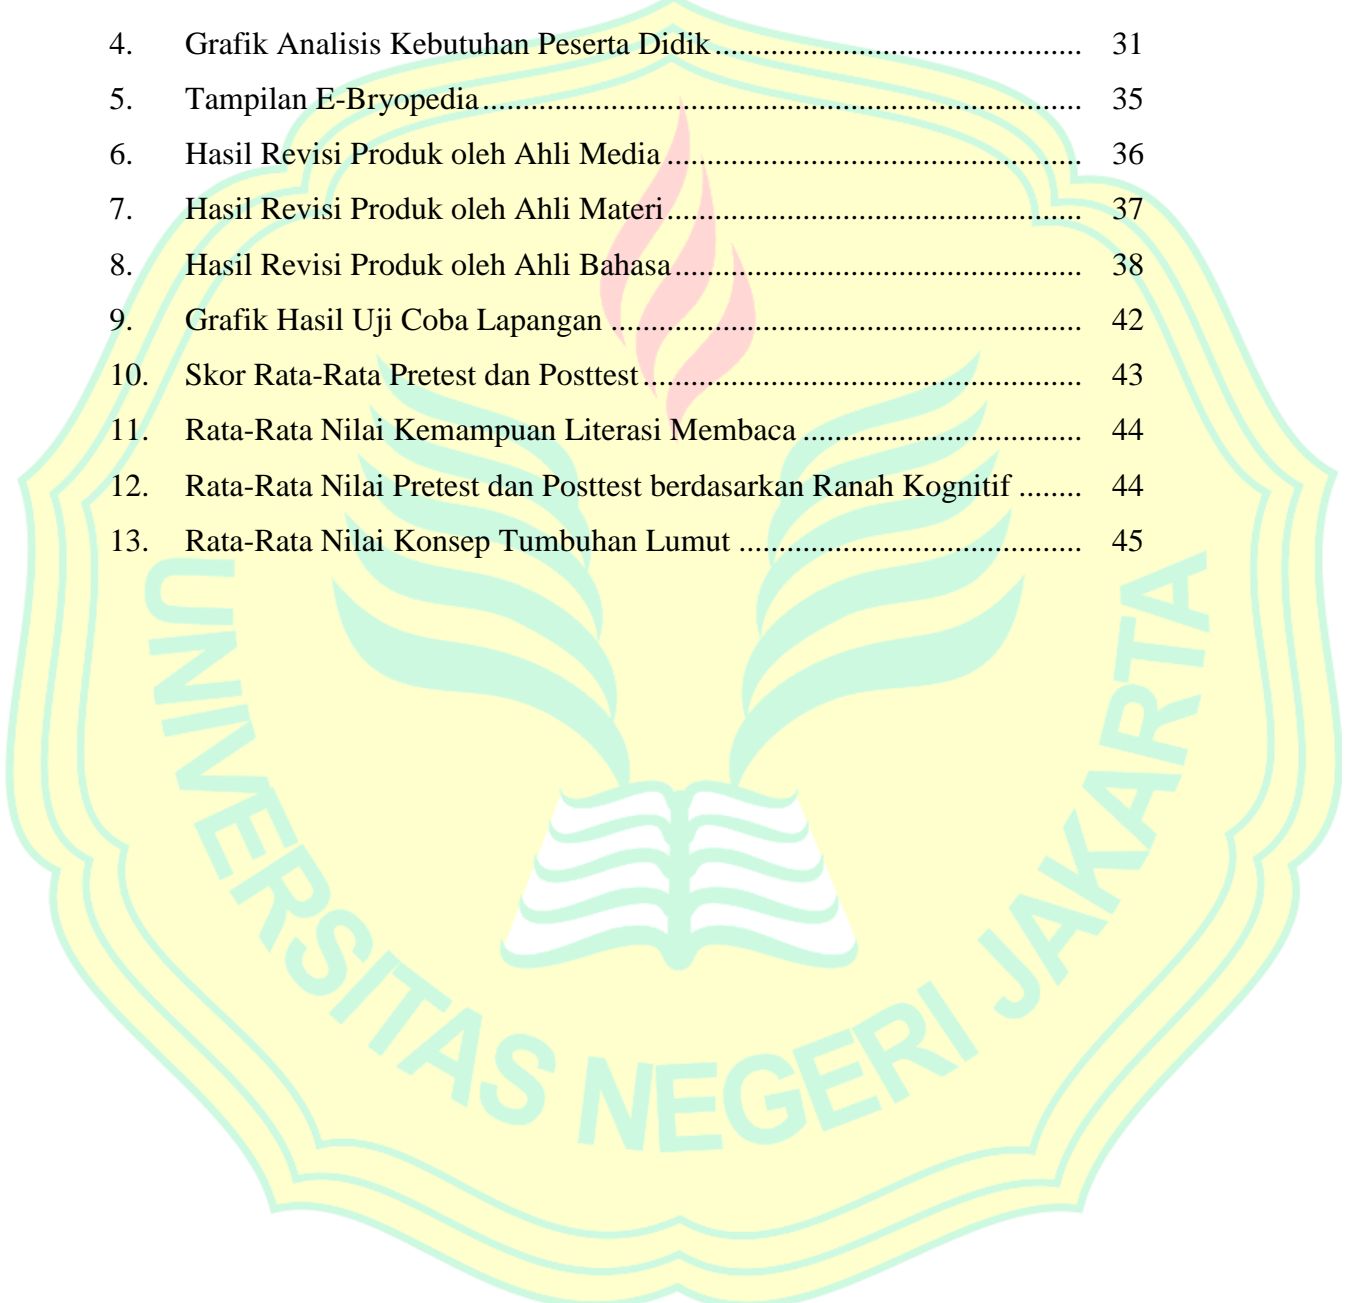 4. Grafik Analisis Kebutuhan Peserta Didik .............................................. 31
5. Tampilan E-Bryopedia ........................................................................... 35
6. Hasil Revisi Produk oleh Ahli Media .................................................... 36
7. Hasil Revisi Produk oleh Ahli Materi .................................................... 37
8. Hasil Revisi Produk oleh Ahli Bahasa ................................................... 38
9. Grafik Hasil Uji Coba Lapangan ........................................................... 42
10. Skor Rata-Rata Pretest dan Posttest ....................................................... 43
11. Rata-Rata Nilai Kemampuan Literasi Membaca ................................... 44
12. Rata-Rata Nilai Pretest dan Posttest berdasarkan Ranah Kognitif ........ 44
13. Rata-Rata Nilai Konsep Tumbuhan Lumut ........................................... 45
UNIVERSITAS NEGERI JAKARTA